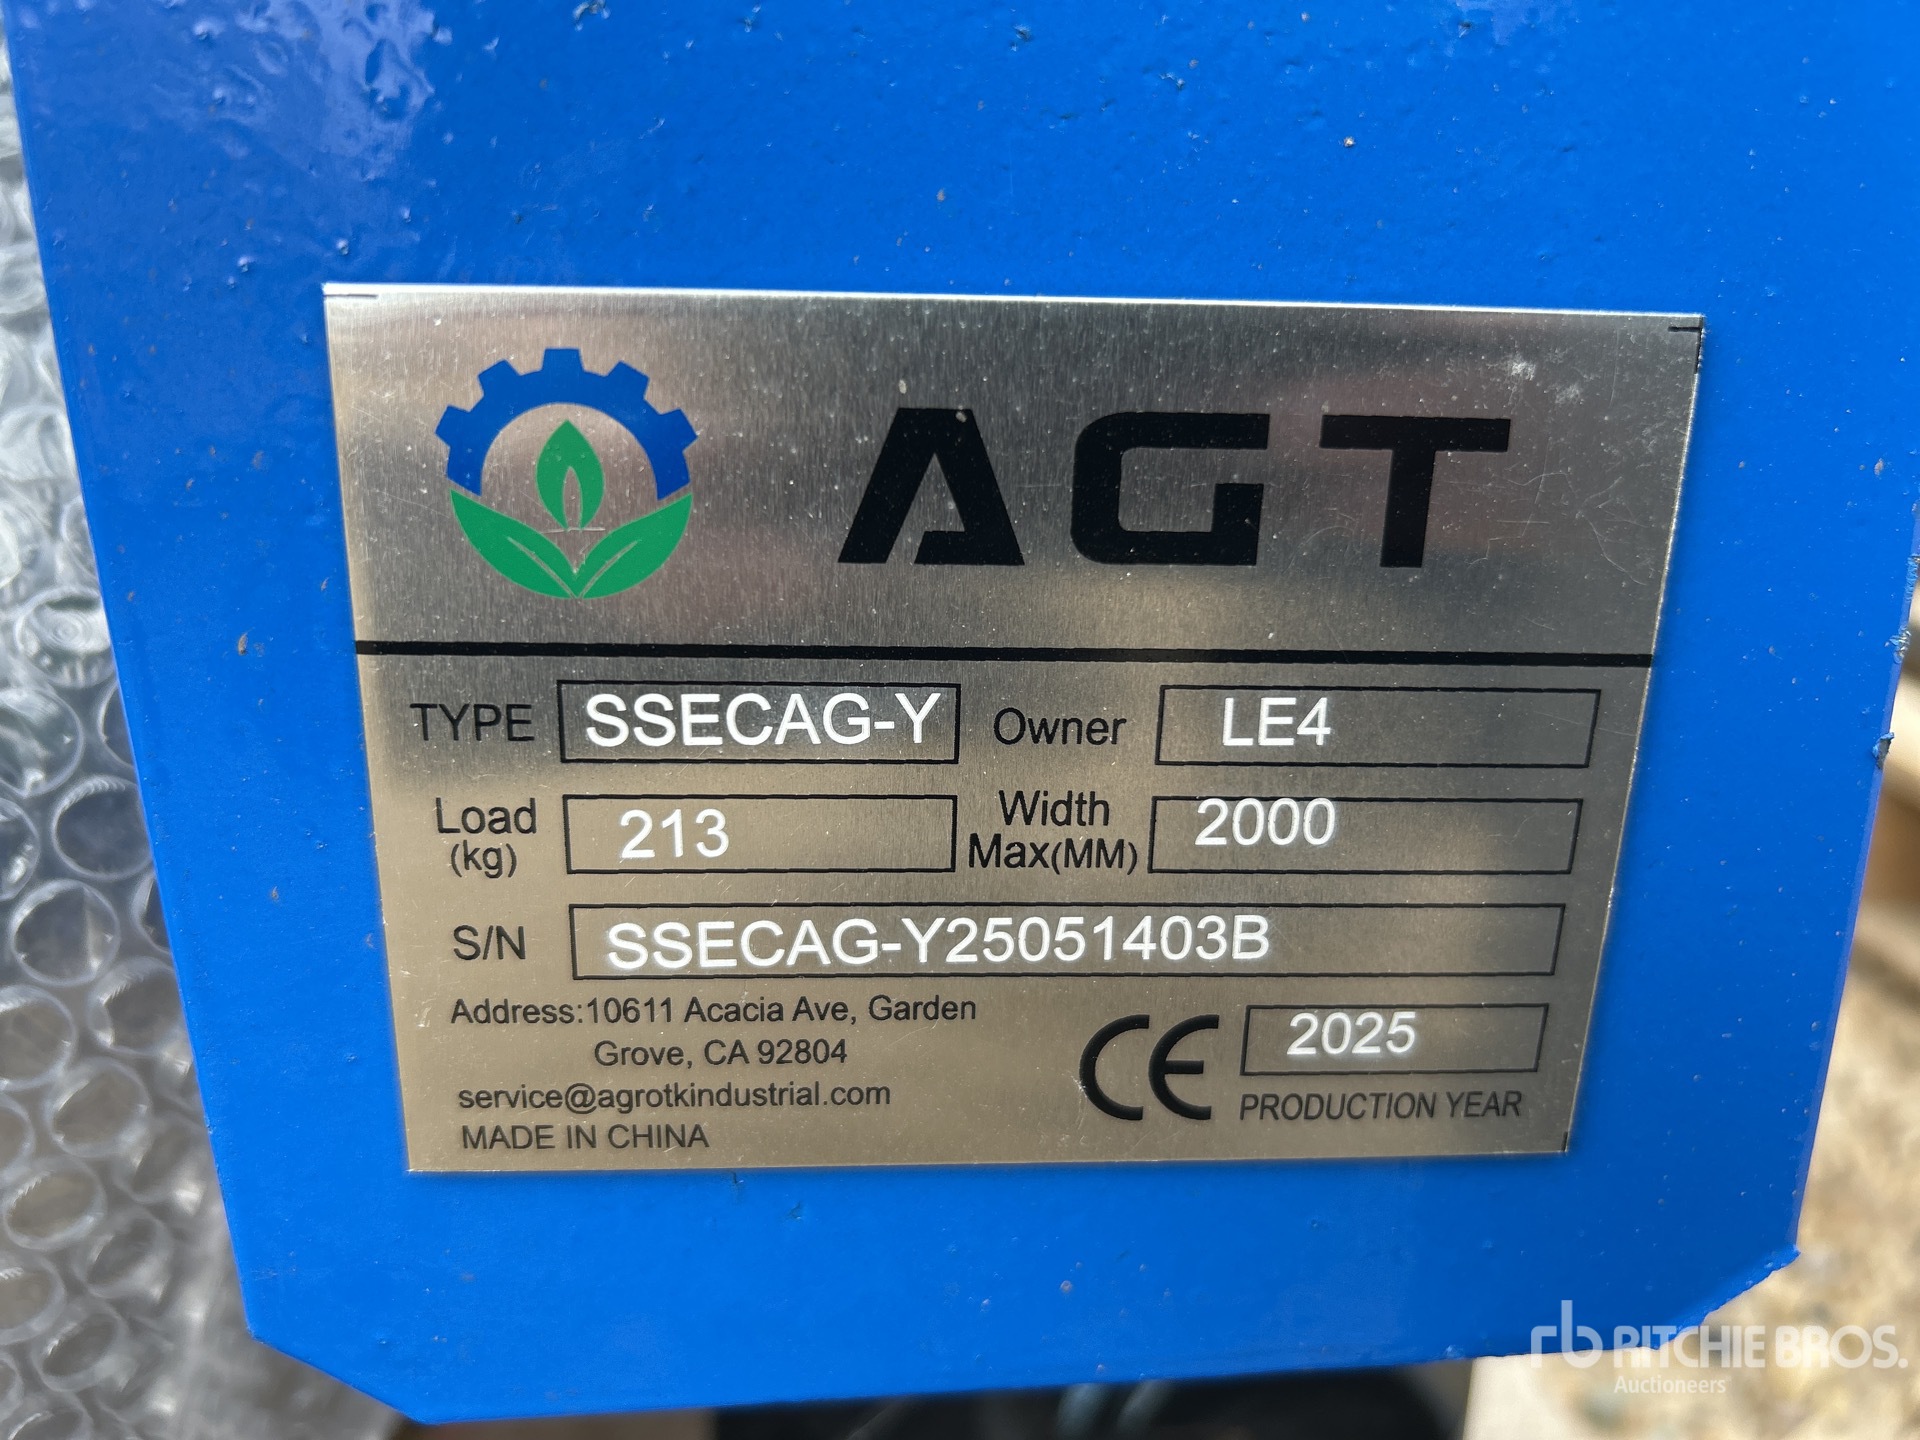 AGT
TYPE SSECAG-Y Owner LE4
Load (kg) 213 Width Max(MM) 2000
S/N SSECAG-Y25051403B
Address:10611 Acacia Ave, Garden
Grove, CA 92804
service@agrotkindustrial.com
MADE IN CHINA
CE 2025
PRODUCTION YEAR
rb RITCHIE BROS.
Auctioneers